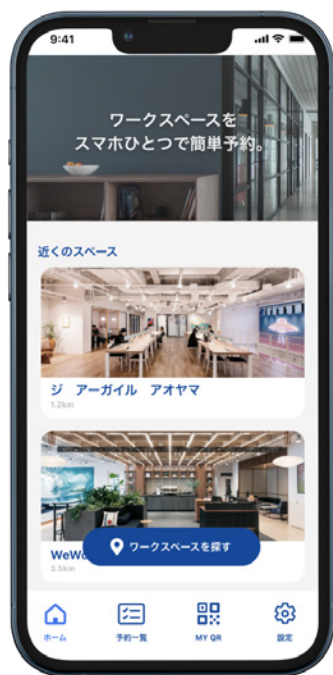 9:41
ワークスペースを
スマホひとつで簡単予約。
近くのスペース
ジ アーガイル アオヤマ
1.2km
ワークスペースを探す
3.5km
ホーム
予約一覧
MY QR
設定